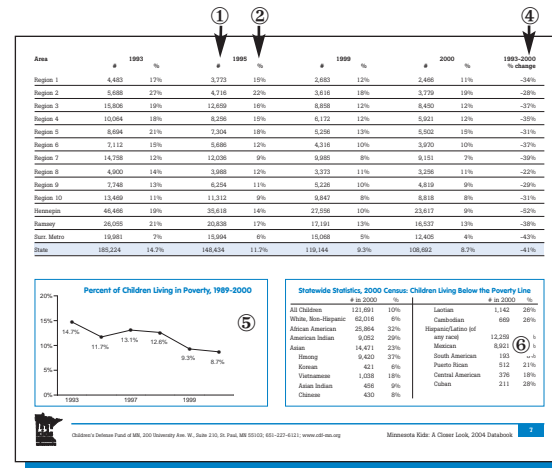 ① ② ④
Area 1993 1995 1999 2000 1993-2000
# % # % # % # % % change
Region 1 4,483 17% 3,773 15% 2,683 12% 2,466 11% -34%
Region 2 5,688 27% 4,716 22% 3,616 18% 3,779 19% -28%
Region 3 15,806 19% 12,659 16% 8,858 12% 8,450 12% -37%
Region 4 10,064 18% 8,256 15% 6,172 12% 5,921 12% -35%
Region 5 8,694 21% 7,304 18% 5,256 13% 5,502 15% -31%
Region 6 7,112 15% 5,686 12% 4,316 10% 3,970 10% -37%
Region 7 14,758 12% 12,036 9% 9,985 8% 9,151 7% -39%
Region 8 4,900 14% 3,988 12% 3,373 11% 3,256 11% -22%
Region 9 7,748 13% 6,254 11% 5,226 10% 4,819 9% -29%
Region 10 13,469 11% 11,312 9% 9,847 8% 8,818 8% -31%
Hennepin 46,466 19% 35,618 14% 27,556 10% 23,617 9% -52%
Ramsey 26,055 21% 20,838 17% 17,191 13% 16,537 13% -38%
Surr. Metro 19,981 7% 15,994 6% 15,068 5% 12,405 4% -43%
State 185,224 14.7% 148,434 11.7% 119,144 9.3% 108,692 8.7% -41%
Percent of Children Living in Poverty, 1989-2000
20%
15%
10%
5%
0%
14.7% 11.7% 13.1% 12.6% 9.3% 8.7%
1993 1997 1999
⑤
Statewide Statistics, 2000 Census: Children Living Below the Poverty Line
# in 2000 %
All Children 121,691 10%
White, Non-Hispanic 62,016 6%
African American 25,864 32%
American Indian 9,052 29%
Asian 14,471 23%
Hmong 9,420 37%
Korean 421 6%
Vietnamese 1,038 18%
Asian Indian 456 9%
Chinese 430 8%
# in 2000 %
Laotian 1,142 26%
Cambodian 669 26%
Hispanic/Latino (of
any race) 12,259
Mexican 8,921
South American 193
Puerto Rican 512 21%
Central American 376 18%
Cuban 211 28%
⑥
Children's Defense Fund of MN, 200 University Ave. W., Suite 210, St. Paul, MN 55103; 651-227-6121; www.cdf-mn.org
Minnesota Kids: A Closer Look, 2004 Databook 7